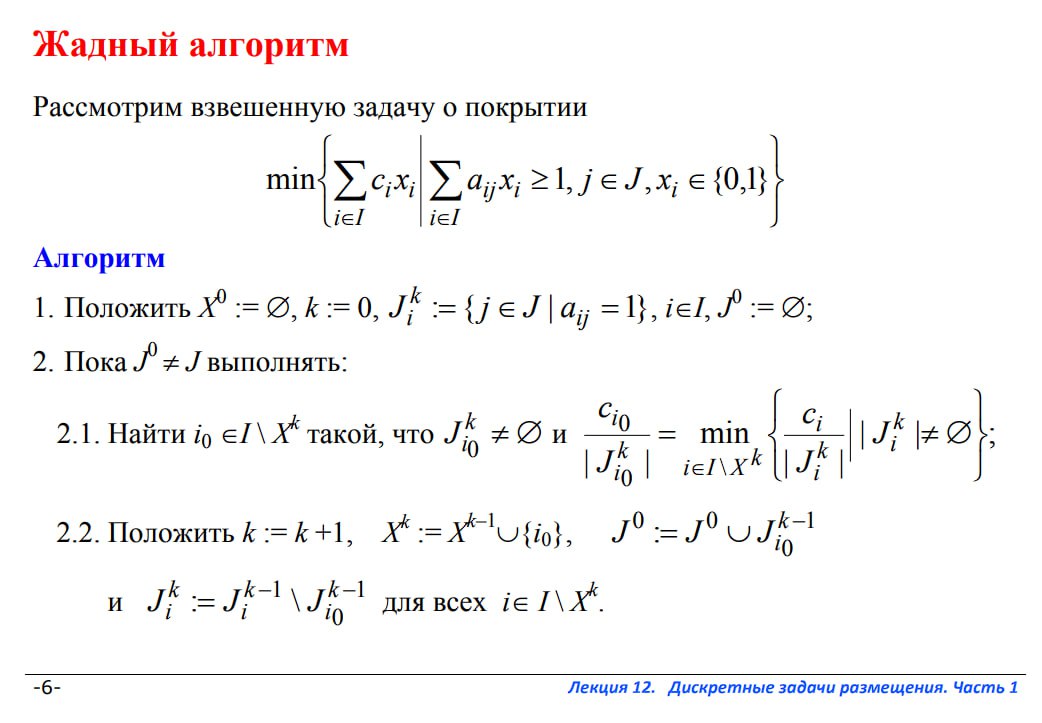 Жадный алгоритм
Рассмотрим взвешенную задачу о покрытии
$\min\left\{\sum_{i\in I} c_i x_i \middle| \sum_{i\in I} a_{ij} x_i \geq 1, j \in J, x_i \in \{0,1\}\right\}$
Алгоритм
1. Положить $X^0 := \varnothing$, $k := 0$, $J_i^k := \{j \in J \mid a_{ij} = 1\}$, $i \in I$, $J^0 := \varnothing$;
2. Пока $J^0 \neq J$ выполнять:
2.1. Найти $i_0 \in I \setminus X^k$ такой, что $J_{i_0}^k \neq \varnothing$ и $\frac{c_{i_0}}{|J_{i_0}^k|} = \min_{i \in I \setminus X^k} \left\{\frac{c_i}{|J_i^k|} \middle| |J_i^k| \neq \varnothing\right\}$;
2.2. Положить $k := k+1$, $X^k := X^{k-1} \cup \{i_0\}$, $J^0 := J^0 \cup J_{i_0}^{k-1}$
и $J_i^k := J_i^{k-1} \setminus J_{i_0}^{k-1}$ для всех $i \in I \setminus X^k$.
-6- Лекция 12. Дискретные задачи размещения. Часть 1